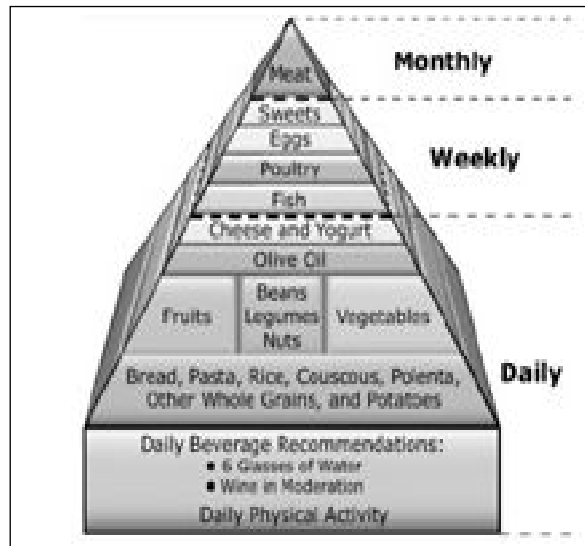 Monthly
Meat
Sweets
Eggs
Weekly
Poultry
Fish
Cheese and Yogurt
Olive Oil
Fruits
Beans
Legumes
Nuts
Vegetables
Daily
Bread, Pasta, Rice, Couscous, Polenta,
Other Whole Grains, and Potatoes
Daily Beverage Recommendations:
• 6 Glasses of Water
• Wine in Moderation
Daily Physical Activity